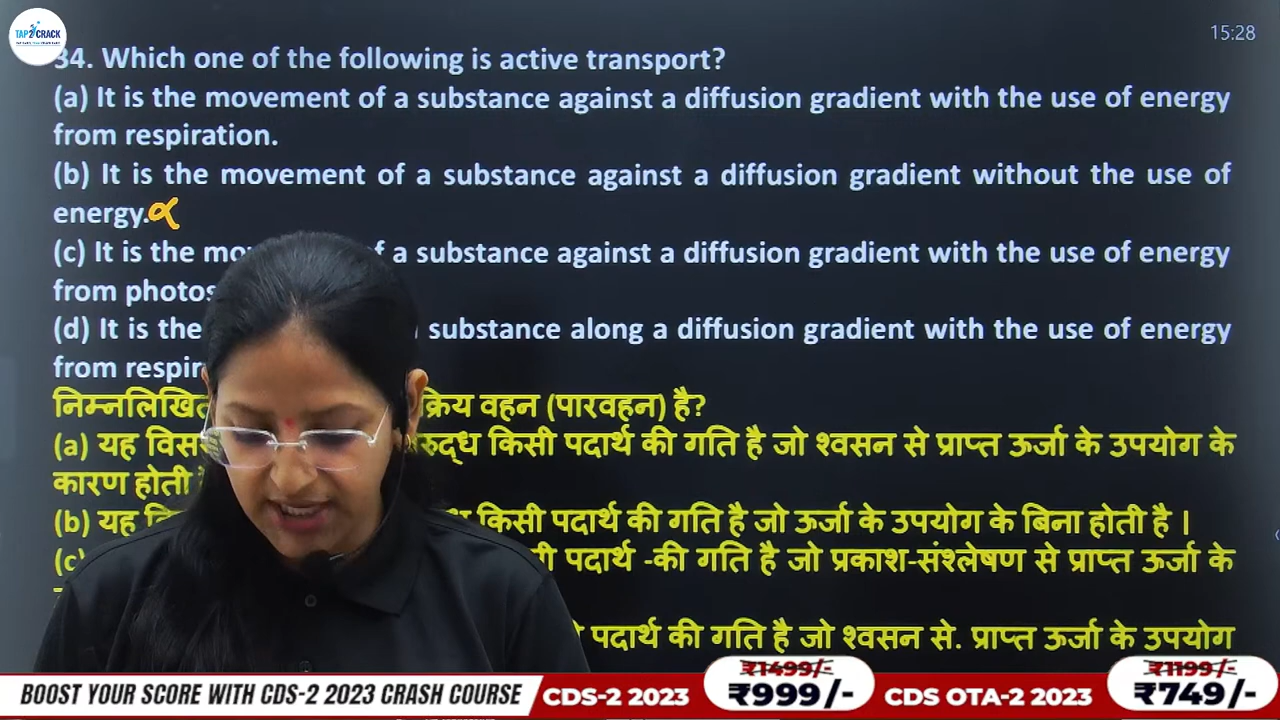 TAP2CRACK
15:28
34. Which one of the following is active transport?
(a) It is the movement of a substance against a diffusion gradient with the use of energy
from respiration.
(b) It is the movement of a substance against a diffusion gradient without the use of
energy.
(c) It is the f a substance against a diffusion gradient with the use of energy
from
(d) It is the substance along a diffusion gradient with the use of energy
from
वहन (पारवहन) है?
(a) यह किसी पदार्थ की गति है जो श्वसन से प्राप्त ऊर्जा के उपयोग के
कारण होती
(b) यह किसी पदार्थ की गति है जो ऊर्जा के उपयोग के बिना होती है ।
(c) पदार्थ -की गति है जो प्रकाश-संश्लेषण से प्राप्त ऊर्जा के
पदार्थ की गति है जो श्वसन से. प्राप्त ऊर्जा के उपयोग
BOOST YOUR SCORE WITH CDS-2 2023 CRASH COURSE
CDS-2 2023
₹1499/-
₹999/-
CDS OTA-2 2023
₹1199/-
₹749/-